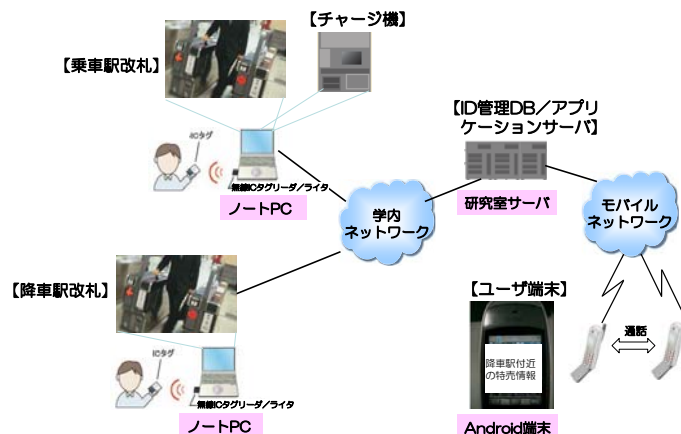 【チャージ機】
【乗車駅改札】
ICタグ
無線ICタグリーダ／ライタ
ノートPC
【ID管理DB／アプリ
ケーションサーバ】
研究室サーバ
学内
ネットワーク
モバイル
ネットワーク
【降車駅改札】
ICタグ
無線ICタグリーダ／ライタ
ノートPC
【ユーザ端末】
降車駅付近
の特売情報
Android端末
通話